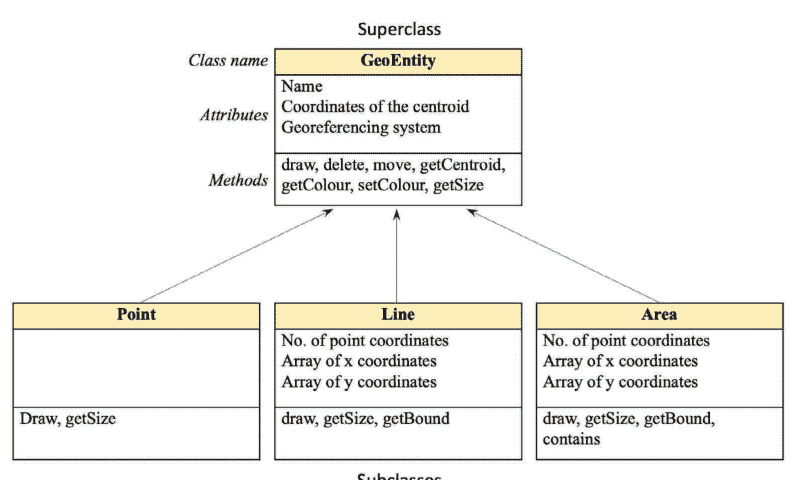 Superclass
Class name
GeoEntity
Attributes
Name
Coordinates of the centroid
Georeferencing system
Methods
draw, delete, move, getCentroid,
getColour, setColour, getSize
Point
Draw, getSize
Line
No. of point coordinates
Array of x coordinates
Array of y coordinates
draw, getSize, getBound
Area
No. of point coordinates
Array of x coordinates
Array of y coordinates
draw, getSize, getBound,
contains
Subclasses